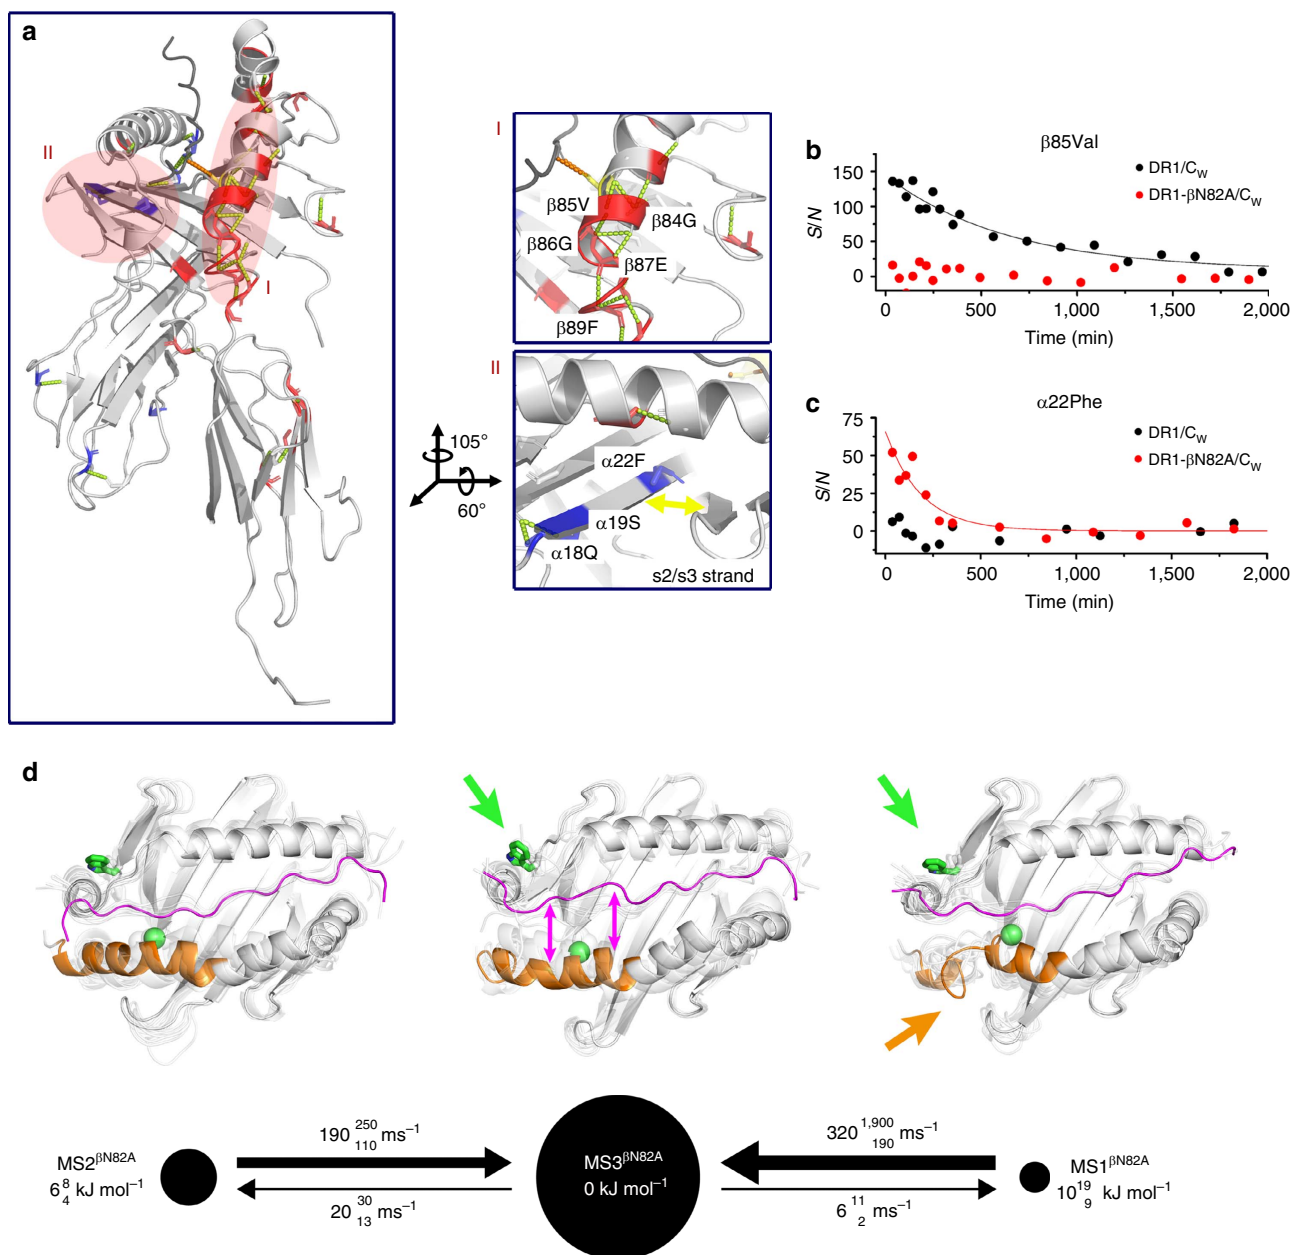 a
II
I
I
β85V
β84G
β86G
β87E
β89F
II
α22F
α19S
α18Q
s2/s3 strand
105°
60°
b
β85Val
DR1/CW
DR1-βN82A/CW
S/N
150
100
50
0
0 500 1,000 1,500 2,000
Time (min)
c
α22Phe
DR1/CW
DR1-βN82A/CW
S/N
75
50
25
0
0 500 1,000 1,500 2,000
Time (min)
d
190 250 110 ms−1
20 30 13 ms−1
320 1,900 190 ms−1
6 11 2 ms−1
MS2βN82A
6 8 4 kJ mol−1
MS3βN82A
0 kJ mol−1
MS1βN82A
10 19 9 kJ mol−1